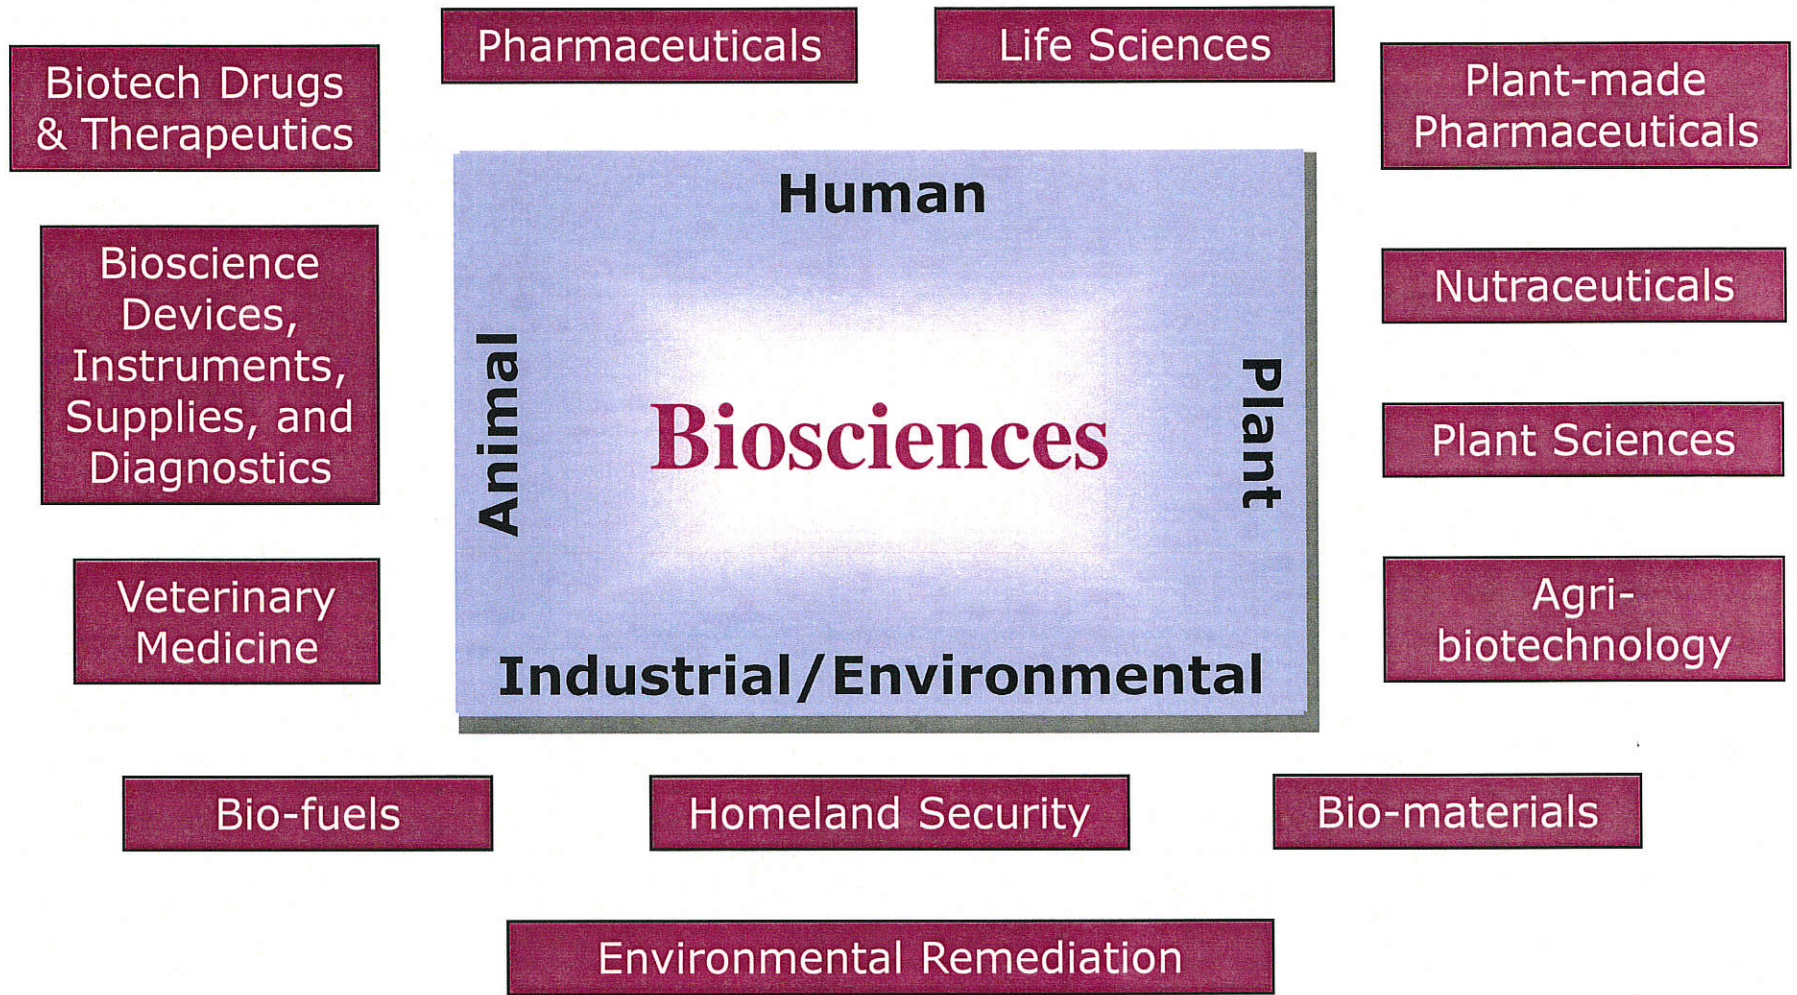 Pharmaceuticals
Life Sciences
Biotech Drugs
& Therapeutics
Plant-made
Pharmaceuticals
Human
Bioscience
Devices,
Instruments,
Supplies, and
Diagnostics
Nutraceuticals
Animal
Biosciences
Plant
Plant Sciences
Veterinary
Medicine
Agri-
biotechnology
Industrial/Environmental
Bio-fuels
Homeland Security
Bio-materials
Environmental Remediation